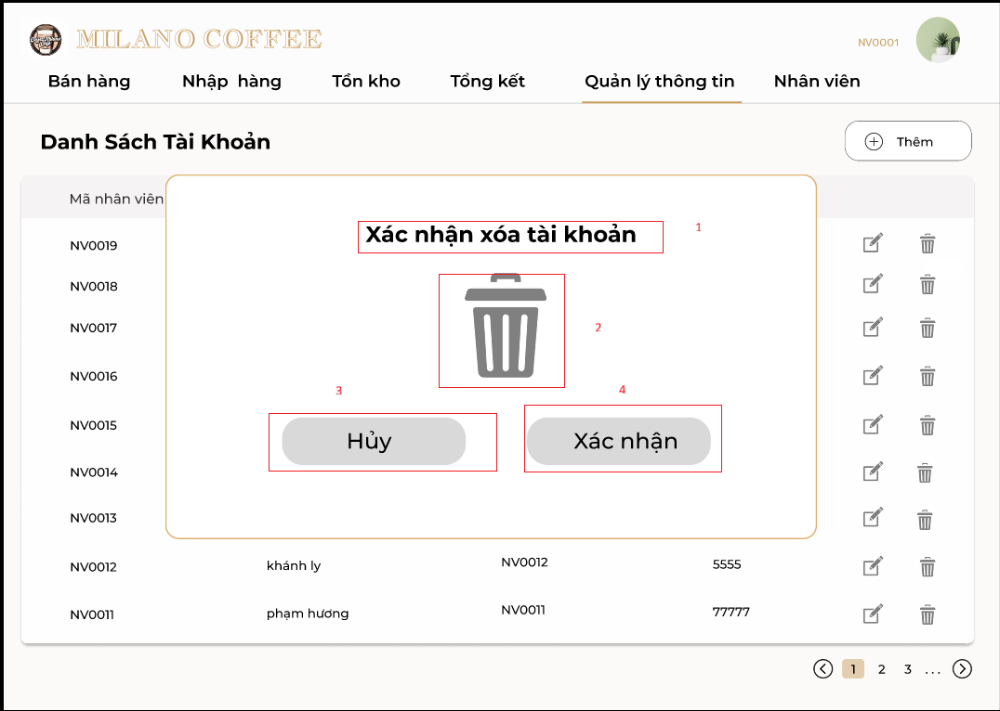 MILANO COFFEE
NV0001
Bán hàng Nhập hàng Tồn kho Tổng kết Quản lý thông tin Nhân viên
Danh Sách Tài Khoản
Thêm
Mã nhân viên
Xác nhận xóa tài khoản
1
2
3
4
Hủy
Xác nhận
NV0019
NV0018
NV0017
NV0016
NV0015
NV0014
NV0013
NV0012 khánh ly NV0012 5555
NV0011 phạm hương NV0011 77777
1 2 3 ...